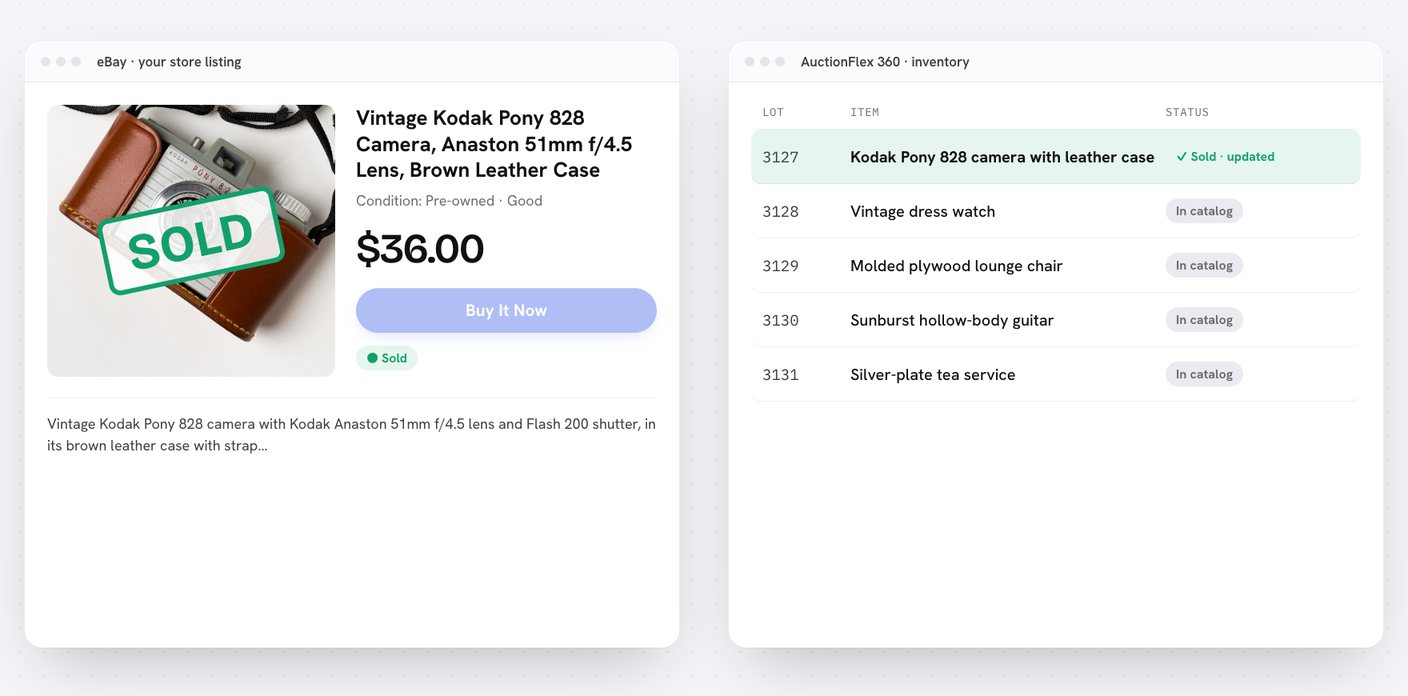 eBay · your store listing
KODAK PONY 828
SOLD
Vintage Kodak Pony 828
Camera, Anaston 51mm f/4.5
Lens, Brown Leather Case
Condition: Pre-owned · Good
$36.00
Buy It Now
Sold
Vintage Kodak Pony 828 camera with Kodak Anaston 51mm f/4.5 lens and Flash 200 shutter, in
its brown leather case with strap…
AuctionFlex 360 · inventory
LOT ITEM STATUS
3127 Kodak Pony 828 camera with leather case ✓ Sold · updated
3128 Vintage dress watch In catalog
3129 Molded plywood lounge chair In catalog
3130 Sunburst hollow-body guitar In catalog
3131 Silver-plate tea service In catalog